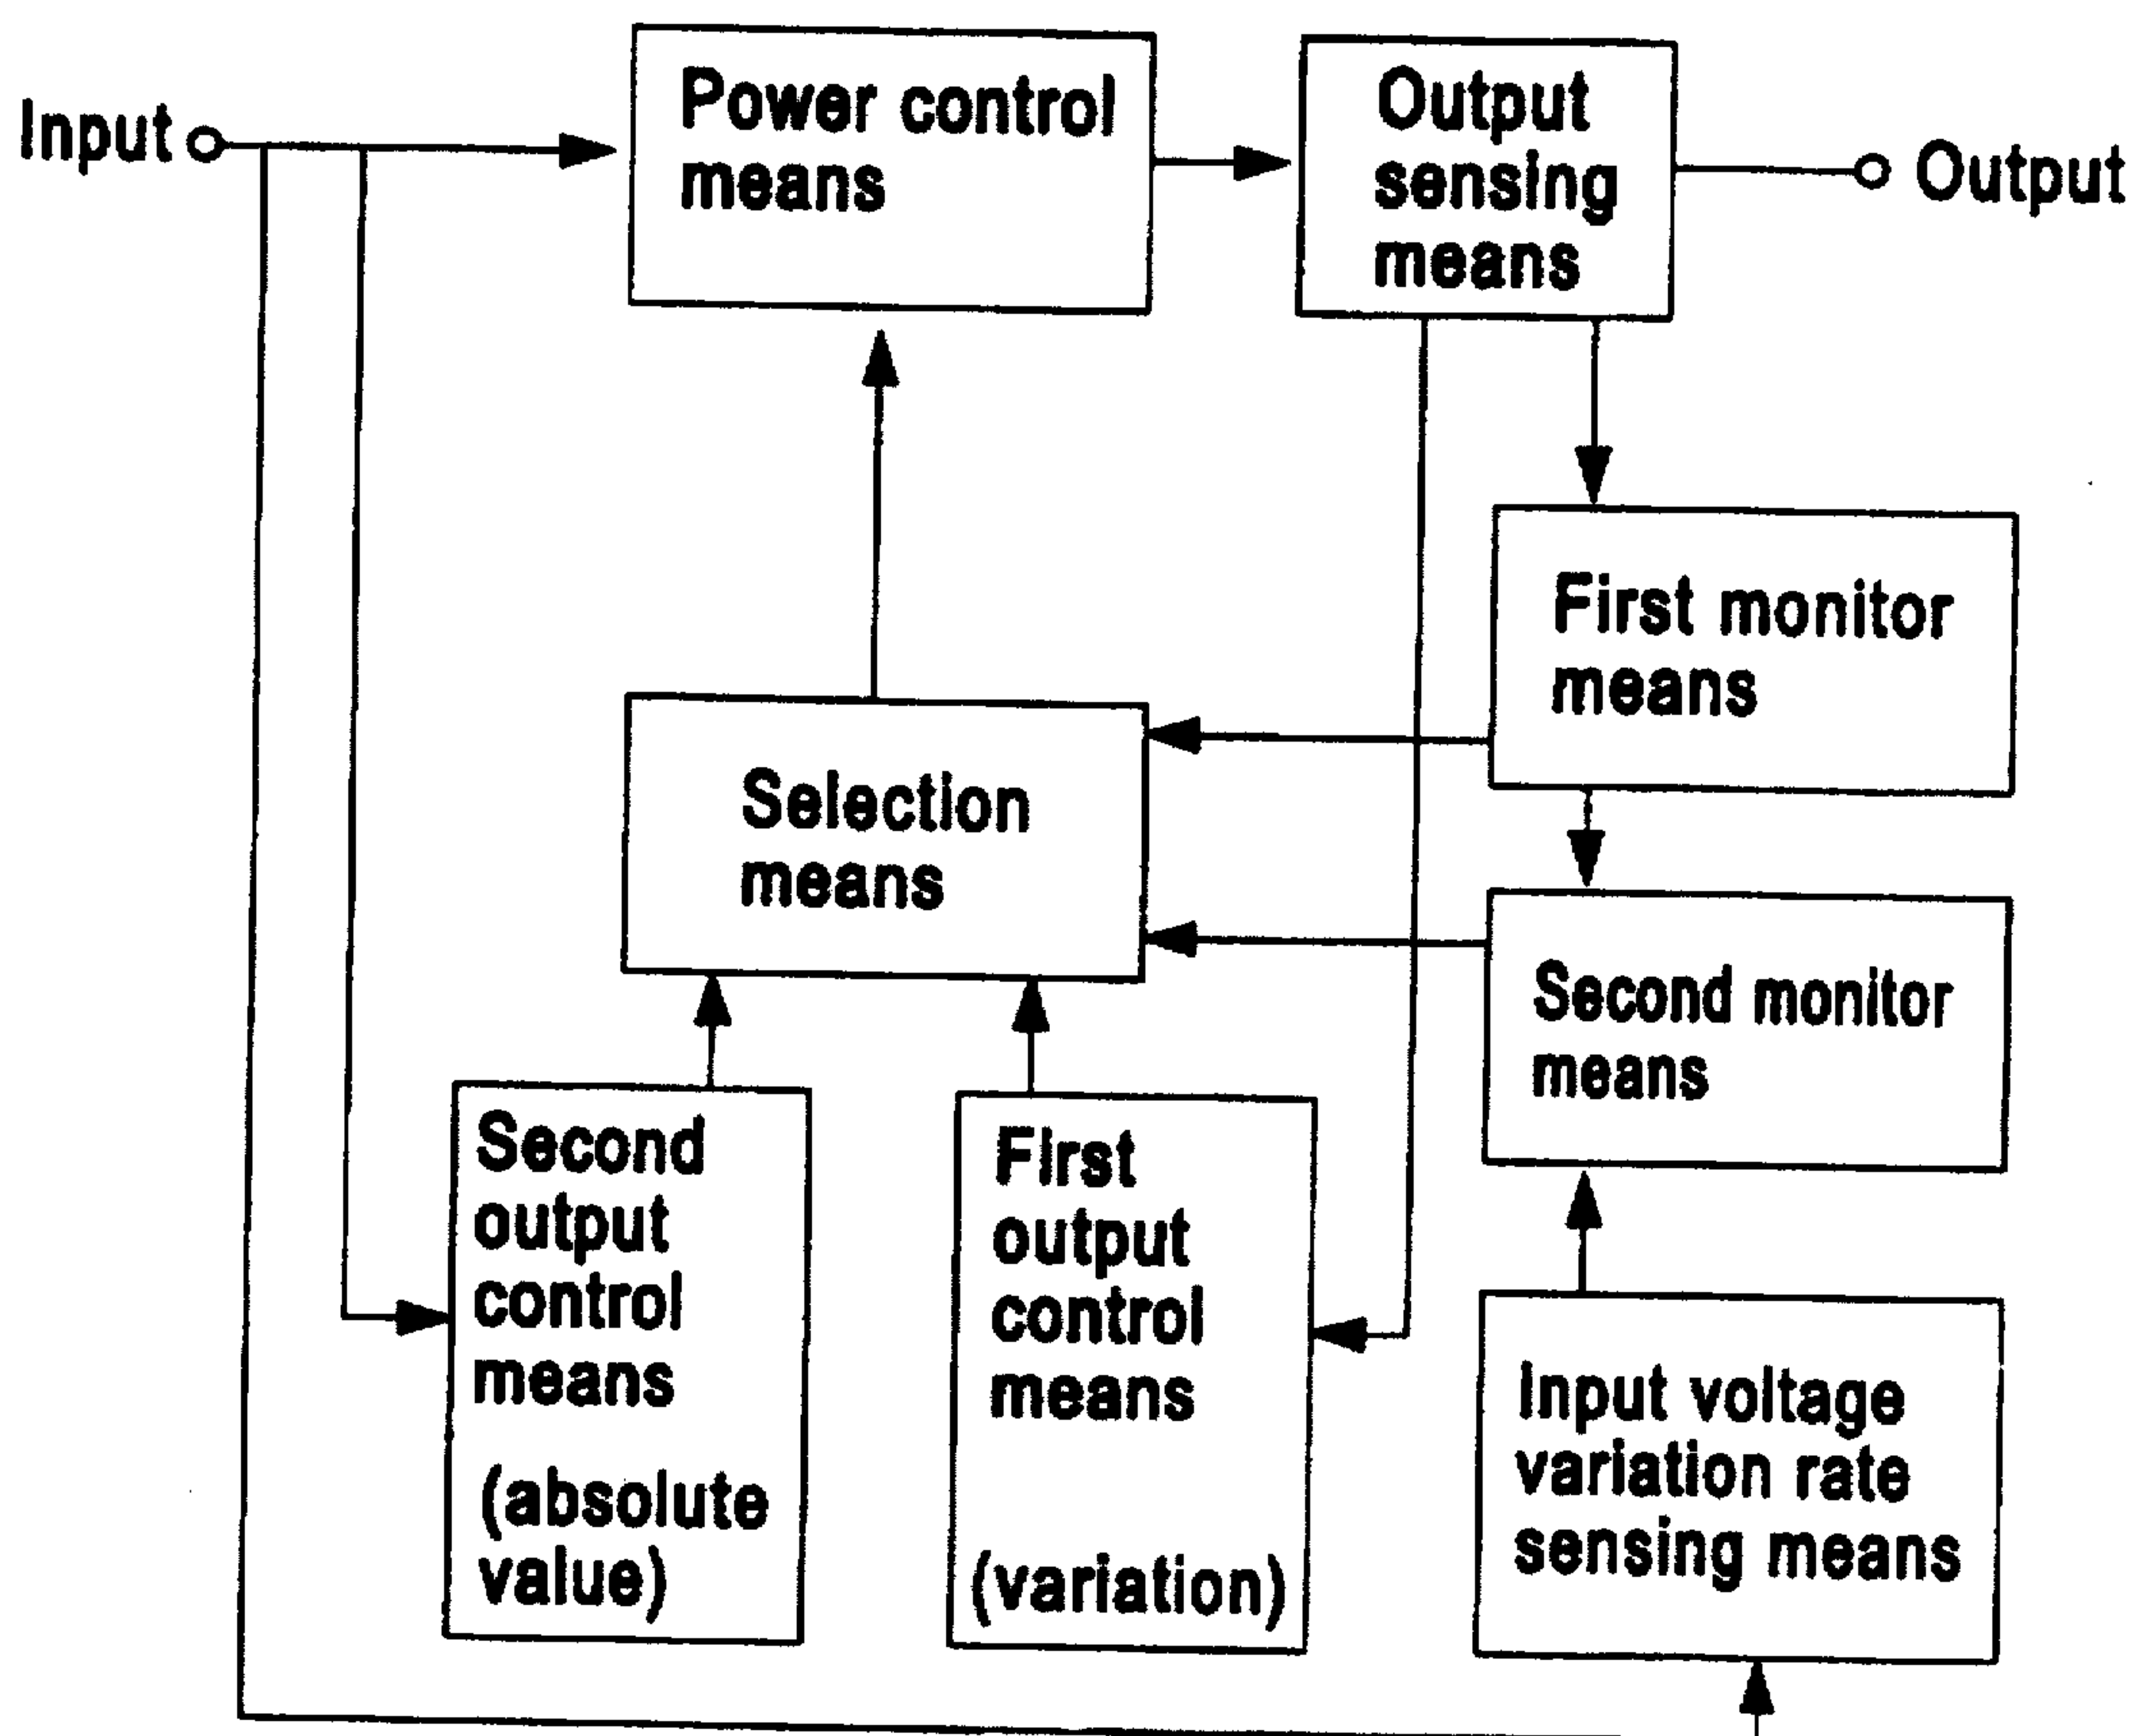 Input
Power control
means
Output
sensing
means
Output
First monitor
means
Selection
means
Second monitor
means
Second
output
control
means
(absolute
value)
First
output
control
means
(variation)
Input voltage
variation rate
sensing means